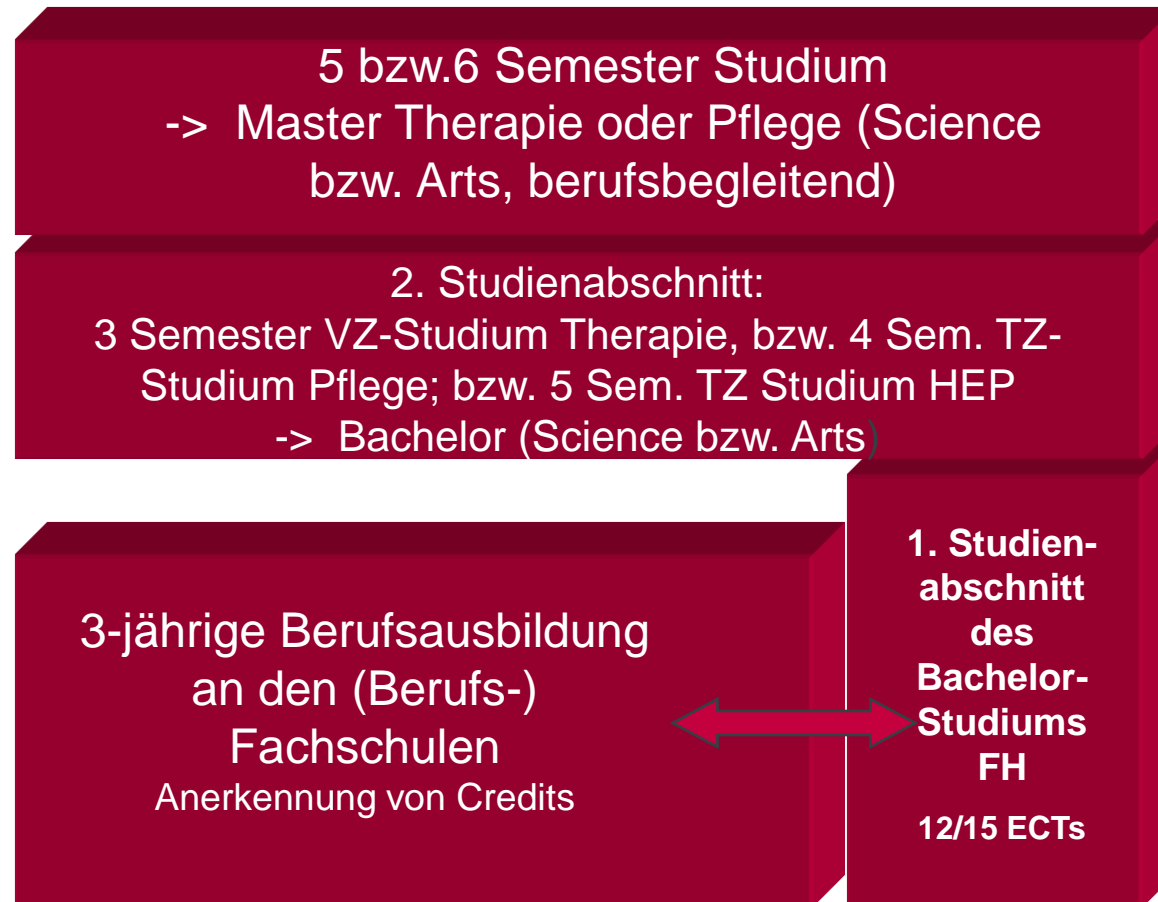 5 bzw.6 Semester Studium
-> Master Therapie oder Pflege (Science
bzw. Arts, berufsbegleitend)
2. Studienabschnitt:
3 Semester VZ-Studium Therapie, bzw. 4 Sem. TZ-
Studium Pflege; bzw. 5 Sem. TZ Studium HEP
-> Bachelor (Science bzw. Arts)
3-jährige Berufsausbildung
an den (Berufs-)
Fachschulen
Anerkennung von Credits
1. Studien-
abschnitt
des
Bachelor-
Studiums
FH
12/15 ECTs